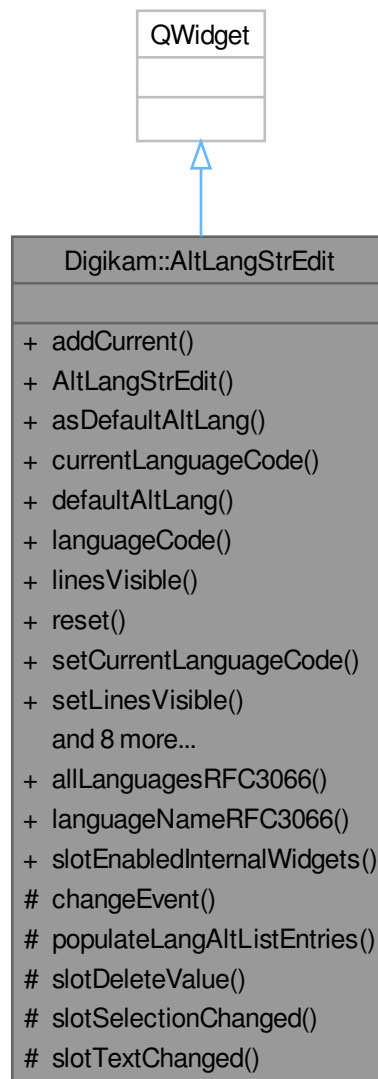 QWidget
Digikam::AltLangStrEdit
+ addCurrent()
+ AltLangStrEdit()
+ asDefaultAltLang()
+ currentLanguageCode()
+ defaultAltLang()
+ languageCode()
+ linesVisible()
+ reset()
+ setCurrentLanguageCode()
+ setLinesVisible()
and 8 more...
+ allLanguagesRFC3066()
+ languageNameRFC3066()
+ slotEnabledInternalWidgets()
# changeEvent()
# populateLangAltListEntries()
# slotDeleteValue()
# slotSelectionChanged()
# slotTextChanged()